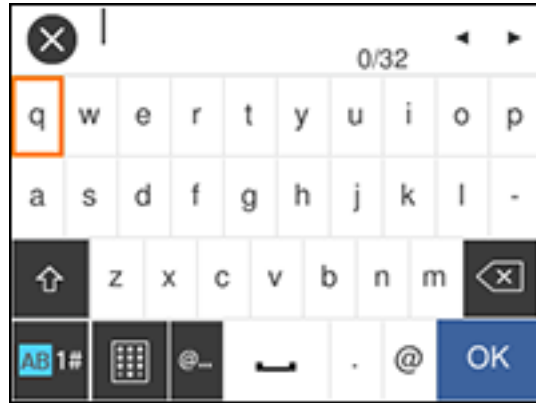 0/32
q w e r t y u i o p
a s d f g h j k l -
z x c v b n m
AB 1# @... . @ OK